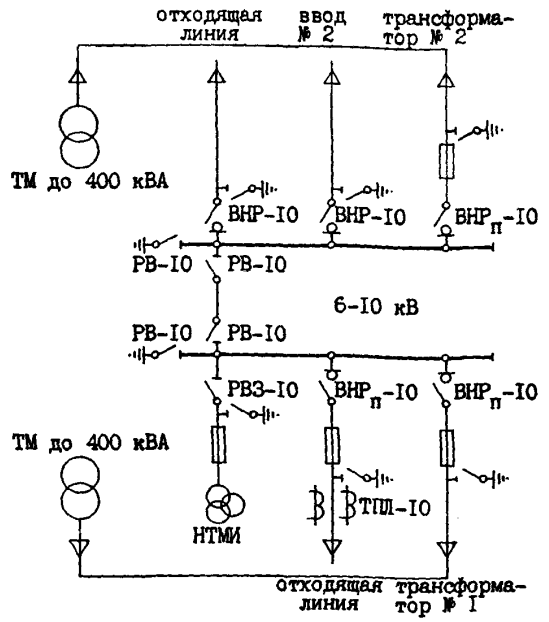 отходящая линия
ввод № 2
трансформа-
тор № 2
ТМ до 400 кВА
ВНР-10
ВНР-10
ВНРп-10
РВ-10
РВ-10
6-10 кВ
РВ-10
РВ-10
РВЗ-10
ВНРп-10
ВНРп-10
ТМ до 400 кВА
ТПЛ-10
НТМИ
отходящая линия
трансформа-
тор № I